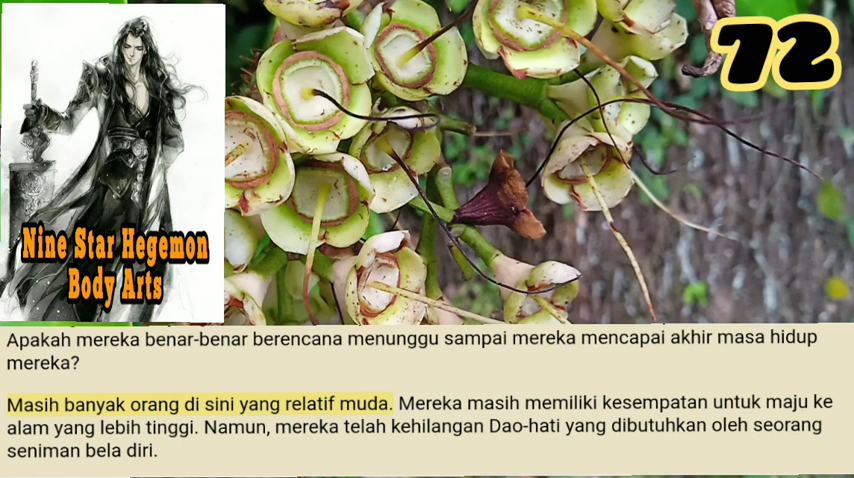 72
Nine Star Hegemon
Body Arts
Apakah mereka benar-benar berencana menunggu sampai mereka mencapai akhir masa hidup
mereka?
Masih banyak orang di sini yang relatif muda. Mereka masih memiliki kesempatan untuk maju ke
alam yang lebih tinggi. Namun, mereka telah kehilangan Dao-hati yang dibutuhkan oleh seorang
seniman bela diri.